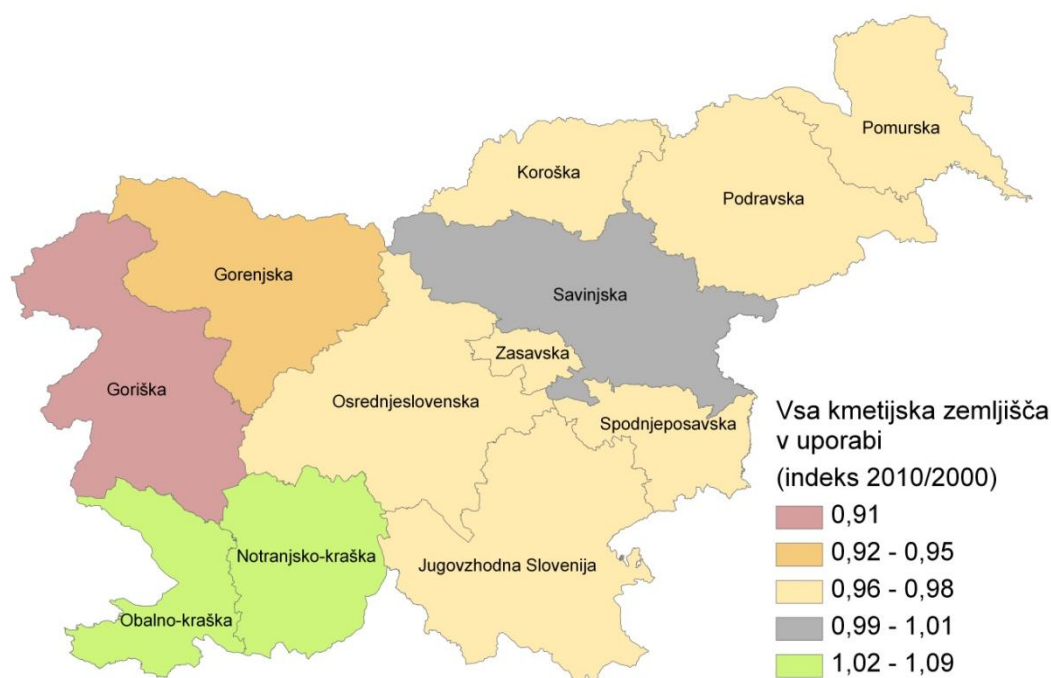 Pomurska
Koroška
Podravska
Gorenjska
Savinjska
Zasavska
Goriška
Osrednjeslovenska
Spodnjeposavska
Notranjsko-kraška
Jugovzhodna Slovenija
Obalno-kraška
Vsa kmetijska zemljišča
v uporabi
(indeks 2010/2000)
0,91
0,92 - 0,95
0,96 - 0,98
0,99 - 1,01
1,02 - 1,09